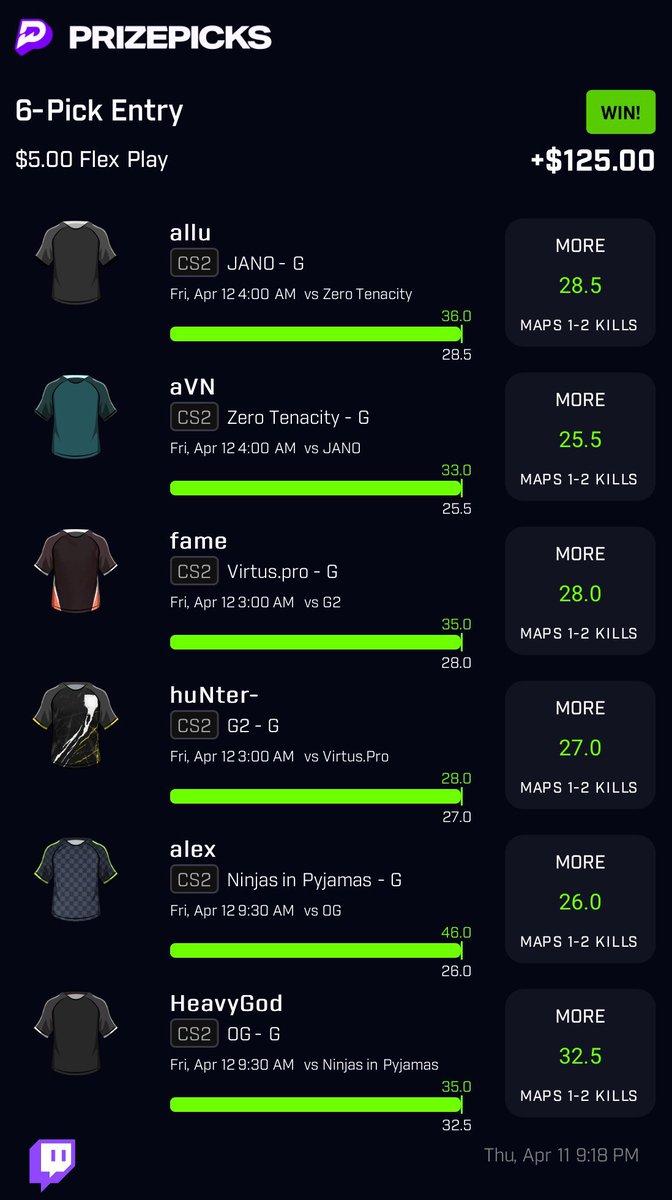 PRIZEPICKS
6-Pick Entry
WIN!
$5.00 Flex Play
+$125.00
allu
CS2 JANO - G
Fri, Apr 12 4:00 AM vs Zero Tenacity
36.0
28.5
MORE
28.5
MAPS 1-2 KILLS
aVN
CS2 Zero Tenacity - G
Fri, Apr 12 4:00 AM vs JANO
33.0
25.5
MORE
25.5
MAPS 1-2 KILLS
fame
CS2 Virtus.pro - G
Fri, Apr 12 3:00 AM vs G2
35.0
28.0
MORE
28.0
MAPS 1-2 KILLS
huNter-
CS2 G2 - G
Fri, Apr 12 3:00 AM vs Virtus.Pro
28.0
27.0
MORE
27.0
MAPS 1-2 KILLS
alex
CS2 Ninjas in Pyjamas - G
Fri, Apr 12 9:30 AM vs OG
46.0
26.0
MORE
26.0
MAPS 1-2 KILLS
HeavyGod
CS2 OG - G
Fri, Apr 12 9:30 AM vs Ninjas in Pyjamas
35.0
32.5
MORE
32.5
MAPS 1-2 KILLS
Thu, Apr 11 9:18 PM